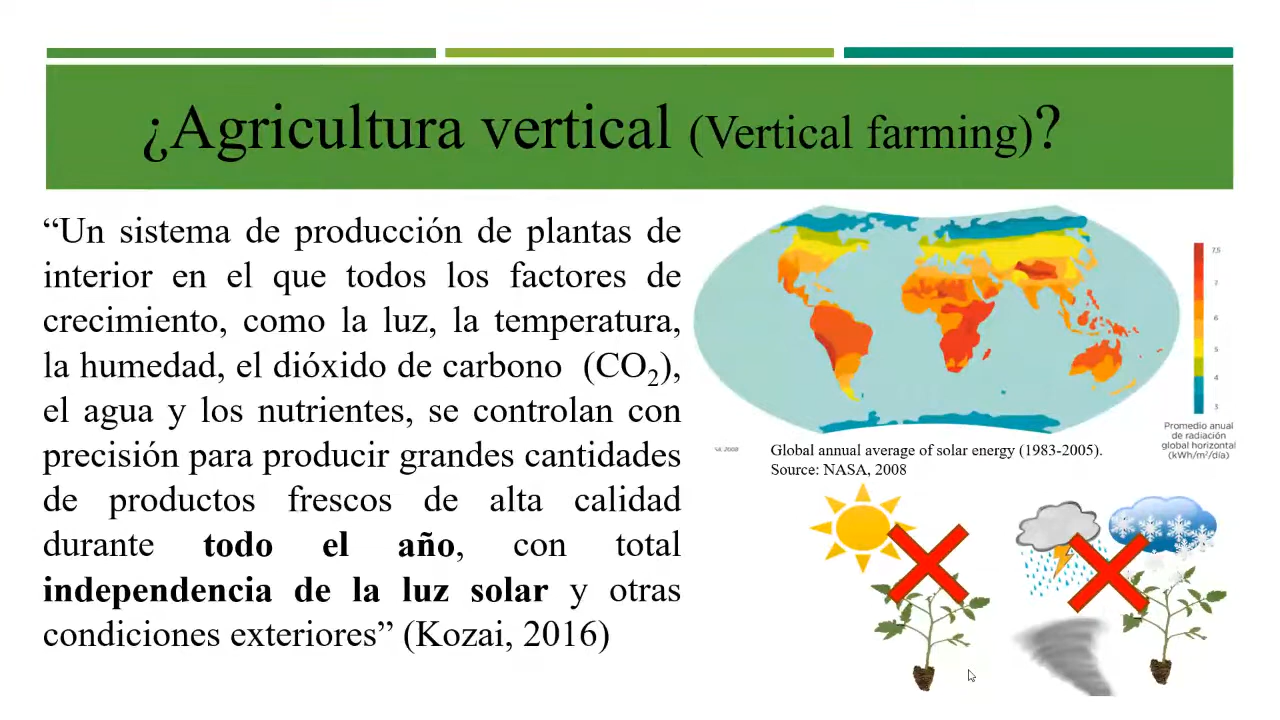 ¿Agricultura vertical (Vertical farming)?
“Un sistema de producción de plantas de
interior en el que todos los factores de
crecimiento, como la luz, la temperatura,
la humedad, el dióxido de carbono (CO₂),
el agua y los nutrientes, se controlan con
precisión para producir grandes cantidades
de productos frescos de alta calidad
durante todo el año, con total
independencia de la luz solar y otras
condiciones exteriores” (Kozai, 2016)
7,5
7
6
5
4
3
Promedio anual
de radiación
global horizontal
(kWh/m²/día)
2008
Global annual average of solar energy (1983-2005).
Source: NASA, 2008